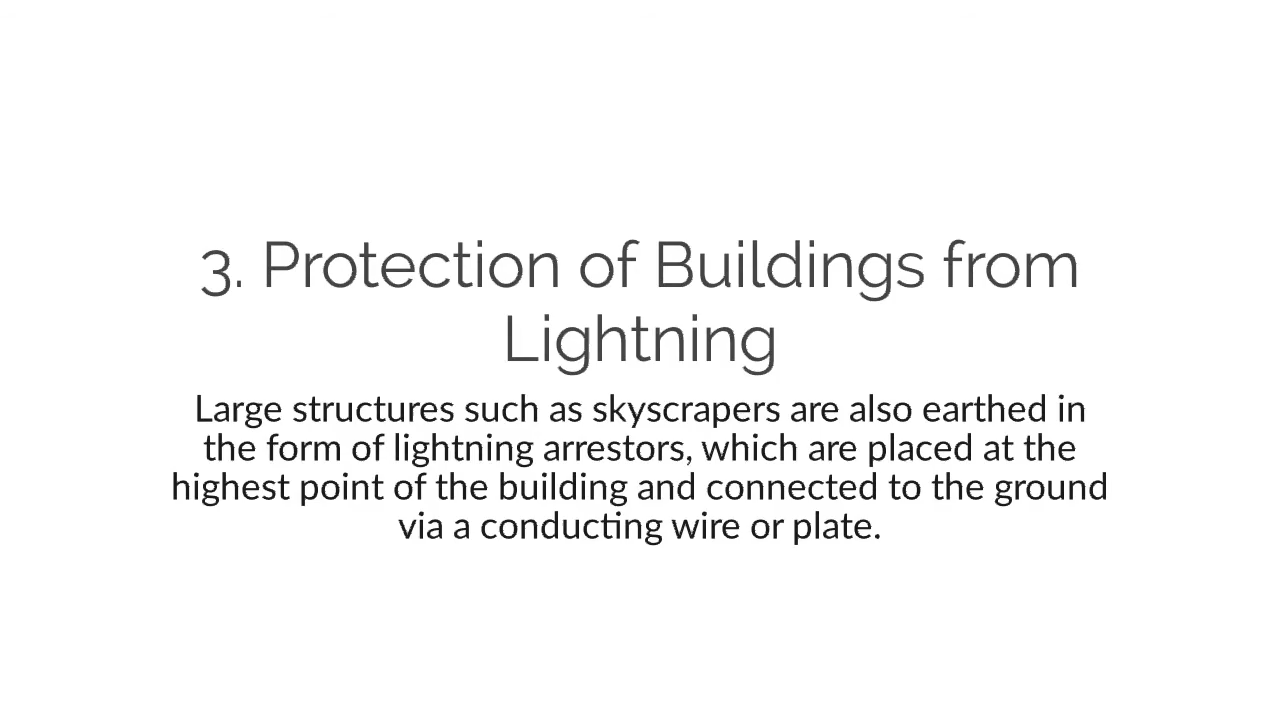 3. Protection of Buildings from
Lightning
Large structures such as skyscrapers are also earthed in
the form of lightning arrestors, which are placed at the
highest point of the building and connected to the ground
via a conducting wire or plate.